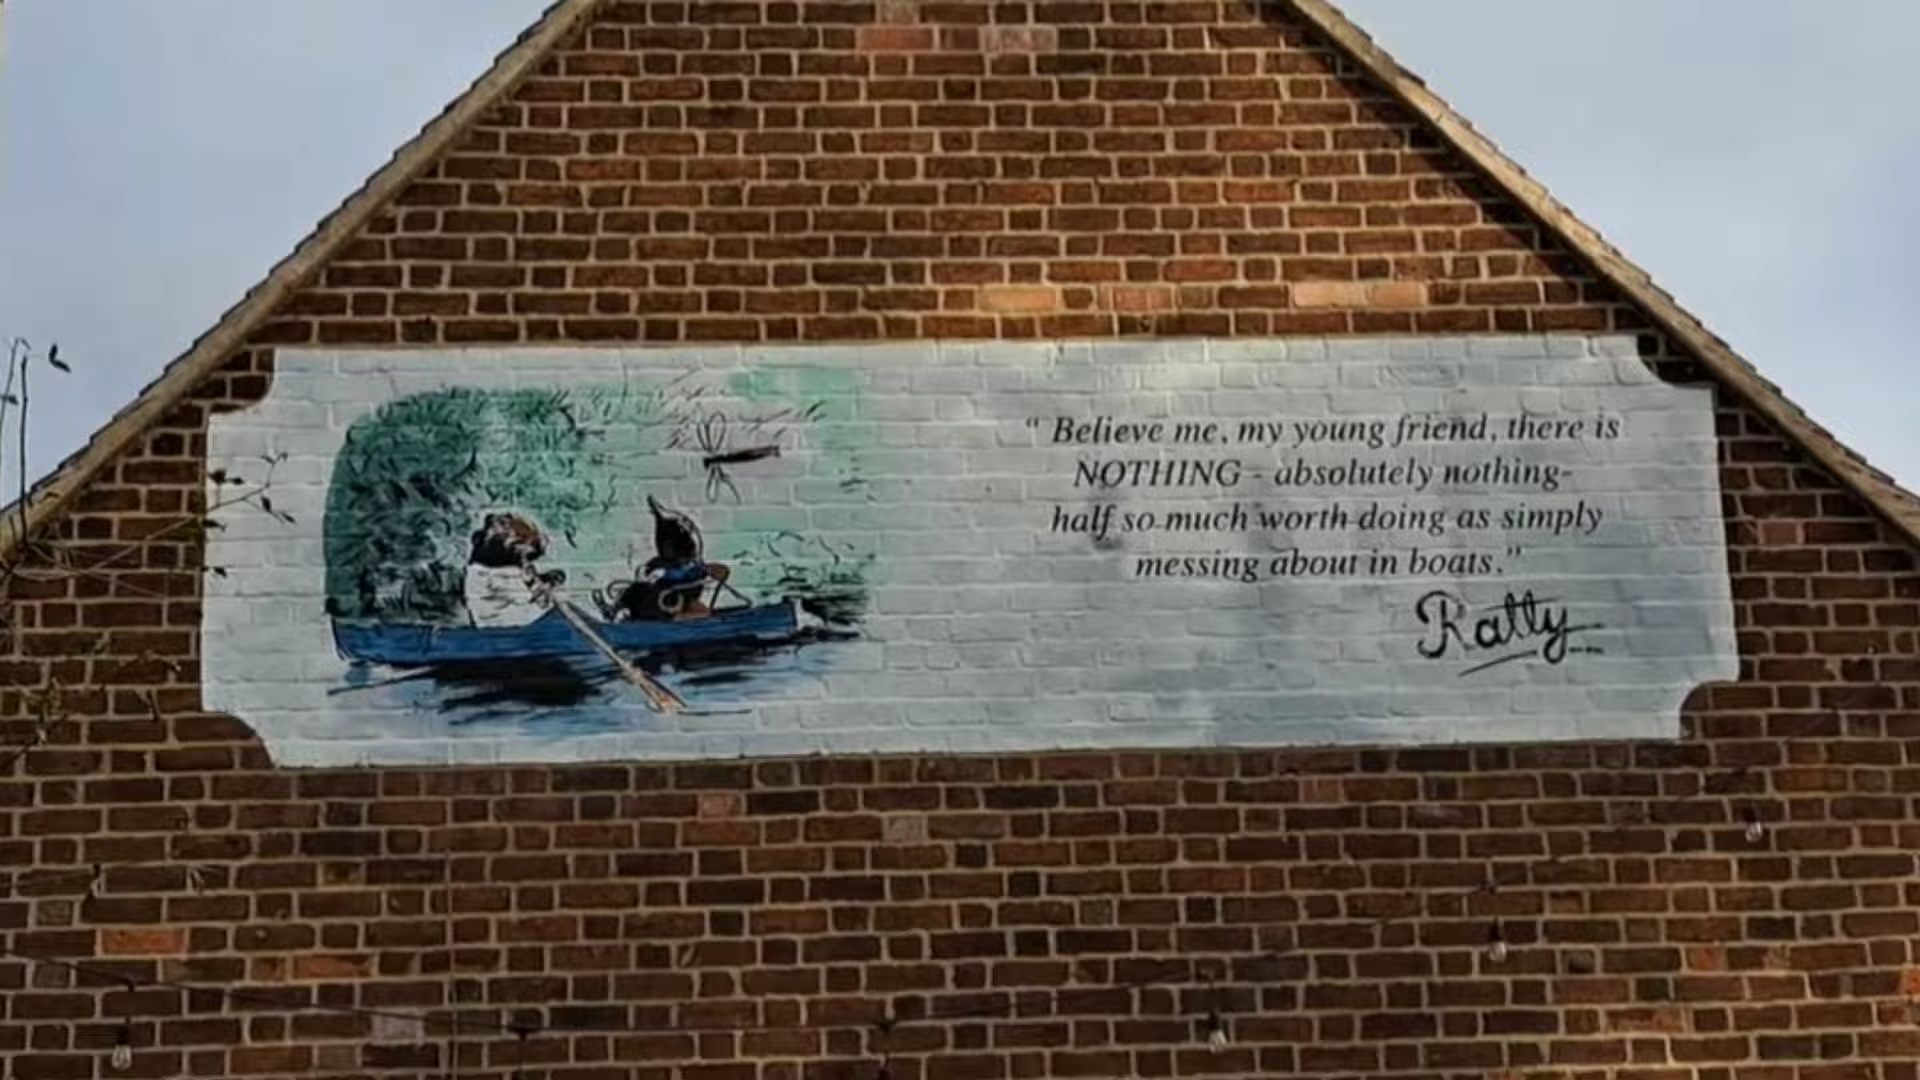 “ Believe me, my young friend, there is
NOTHING - absolutely nothing-
half so much worth doing as simply
messing about in boats.”
Ratty